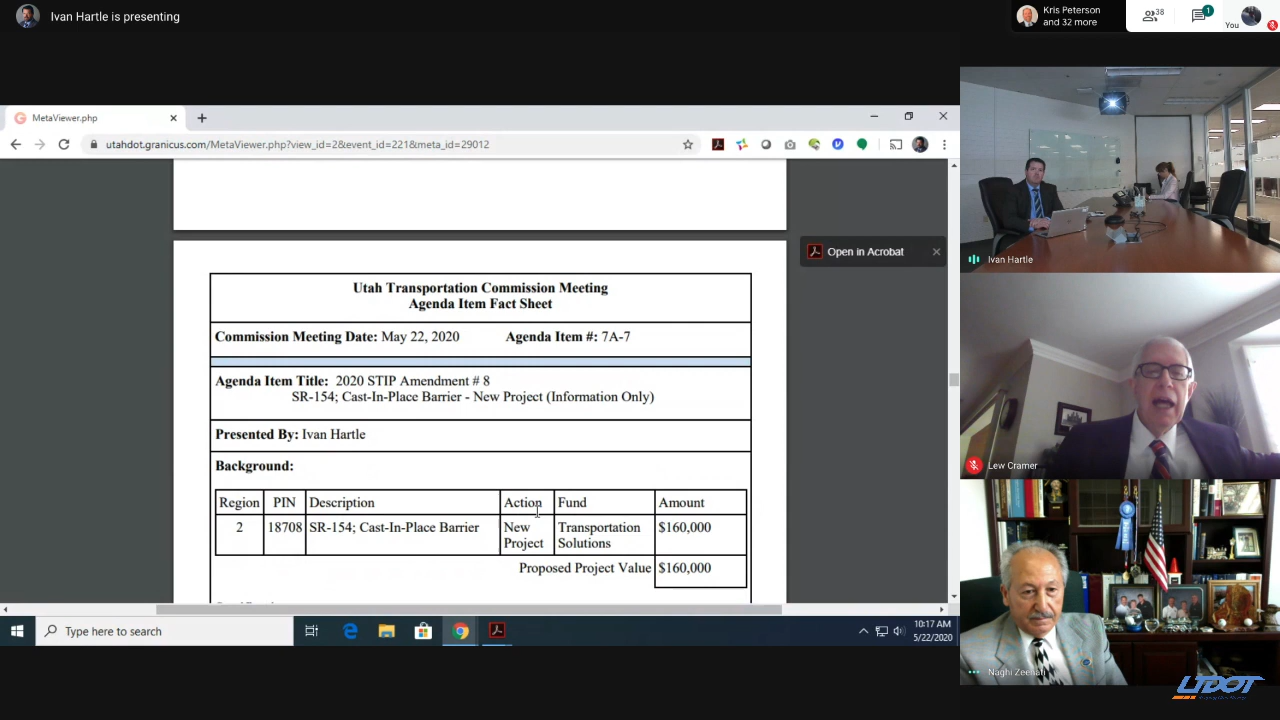 Ivan Hartle is presenting
Kris Peterson
and 32 more
38
1
You
MetaViewer.php
utahdot.granicus.com/MetaViewer.php?view_id=2&event_id=221&meta_id=29012
Open in Acrobat
Utah Transportation Commission Meeting
Agenda Item Fact Sheet
Commission Meeting Date: May 22, 2020 Agenda Item #: 7A-7
Agenda Item Title: 2020 STIP Amendment # 8
SR-154; Cast-In-Place Barrier - New Project (Information Only)
Presented By: Ivan Hartle
Background:
Region PIN Description Action Fund Amount
2 18708 SR-154; Cast-In-Place Barrier New Transportation $160,000
Project Solutions
Proposed Project Value $160,000
Type here to search
10:17 AM
5/22/2020
Ivan Hartle
Lew Cramer
Naghi Zeenati
UDOT